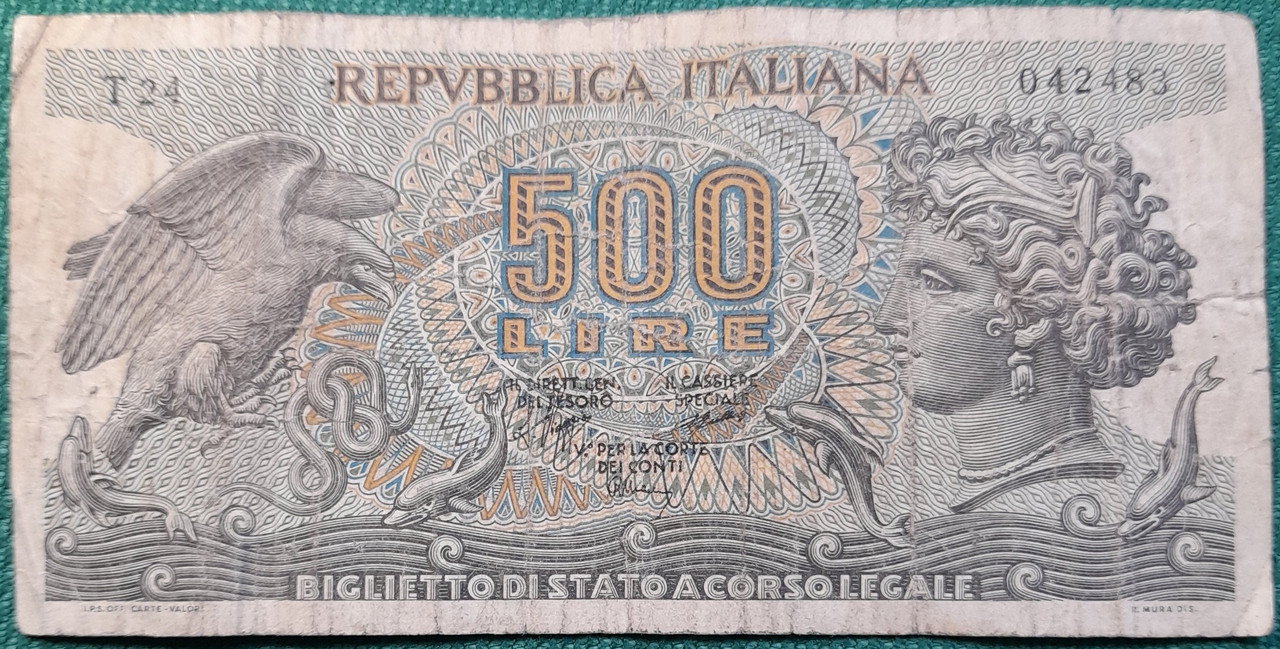 T 24 REPVBBLICA ITALIANA 042483
500
LIRE
IL DIRETT. GEN. IL CASSIERE
DEL TESORO SPECIALE
V.° PER LA CORTE
DEI CONTI
BIGLIETTO DI STATO A CORSO LEGALE
I.P.S. OFF. CARTE-VALORI B. MURA DIS.